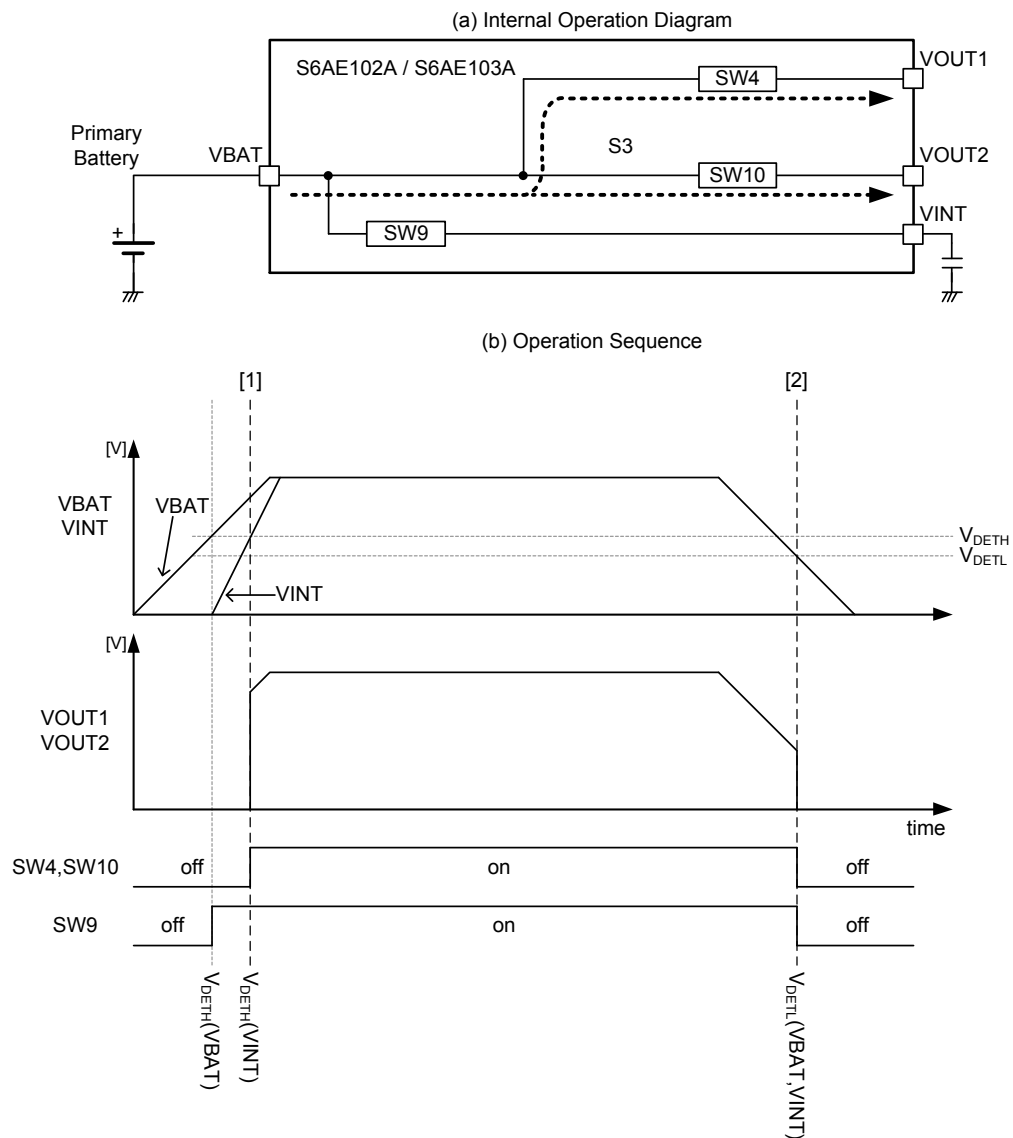 (a) Internal Operation Diagram
S6AE102A / S6AE103A
VOUT1
SW4
Primary
Battery
VBAT
S3
VOUT2
SW10
VINT
+
SW9
(b) Operation Sequence
[1]
[2]
[V]
VBAT
VINT
VBAT
VDETH
VDETL
VINT
[V]
VOUT1
VOUT2
time
SW4,SW10
off
on
off
SW9
off
on
off
VDETH(VBAT)
VDETH(VINT)
VDETL(VBAT,VINT)